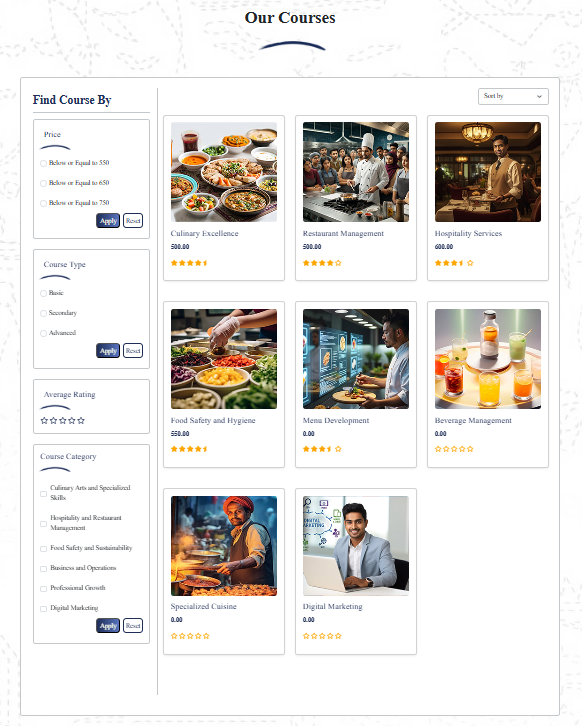 Our Courses
Find Course By
Price
Below or Equal to 550
Below or Equal to 650
Below or Equal to 750
Apply
Reset
Course Type
Basic
Secondary
Advanced
Apply
Reset
Average Rating
Course Category
Culinary Arts and Specialized
Skills
Hospitality and Restaurant
Management
Food Safety and Sustainability
Business and Operations
Professional Growth
Digital Marketing
Apply
Reset
Sort by
Culinary Excellence
500.00
Restaurant Management
500.00
Hospitality Services
600.00
Food Safety and Hygiene
550.00
Menu Development
0.00
Beverage Management
0.00
Specialized Cuisine
0.00
DIGITAL
MARKETING
Digital Marketing
0.00